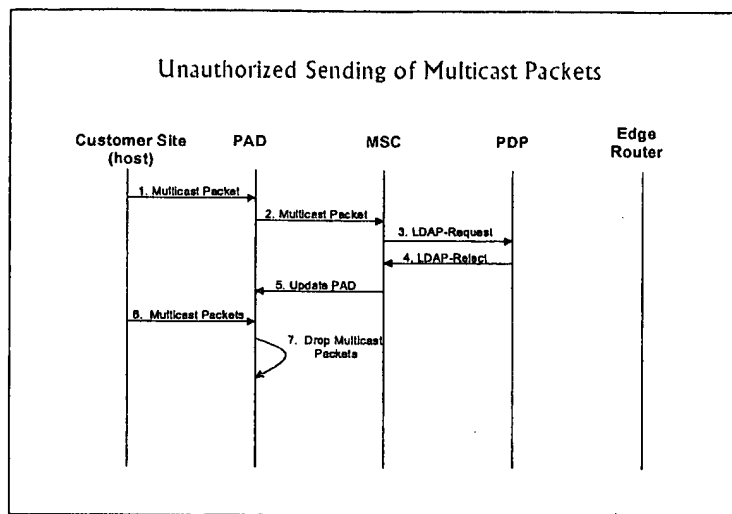 Unauthorized Sending of Multicast Packets
Customer Site
(host)
PAD
MSC
PDP
Edge
Router
1. Multicast Packet
2. Multicast Packet
3. LDAP-Request
4. LDAP-Reject
5. Update PAD
6. Multicast Packets
7. Drop Multicast
Packets